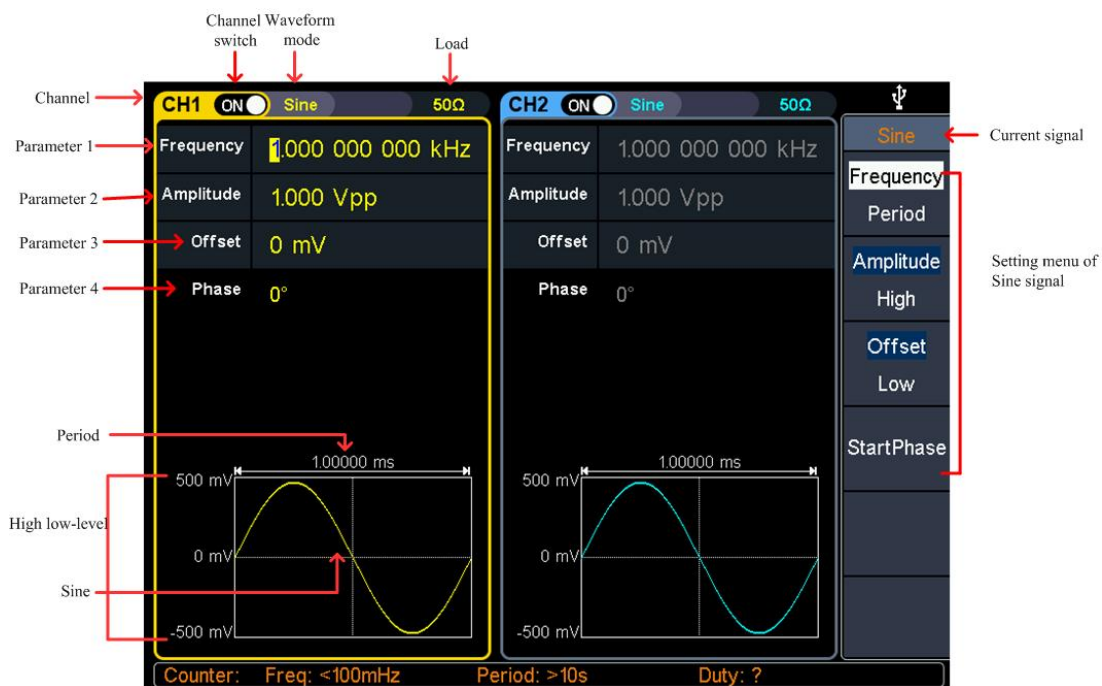 Channel Waveform
switch mode
Load
Channel
CH1 ON Sine 50Ω
CH2 ON Sine 50Ω
Parameter 1
Frequency 1.000 000 000 kHz
Frequency 1.000 000 000 kHz
Sine
Current signal
Parameter 2
Amplitude 1.000 Vpp
Amplitude 1.000 Vpp
Frequency
Period
Parameter 3
Offset 0 mV
Offset 0 mV
Amplitude
High
Setting menu of
Sine signal
Parameter 4
Phase 0°
Phase 0°
Offset
Low
StartPhase
Period
1.00000 ms
1.00000 ms
500 mV
500 mV
High low-level
0 mV
0 mV
Sine
-500 mV
-500 mV
Counter: Freq: <100mHz Period: >10s Duty: ?